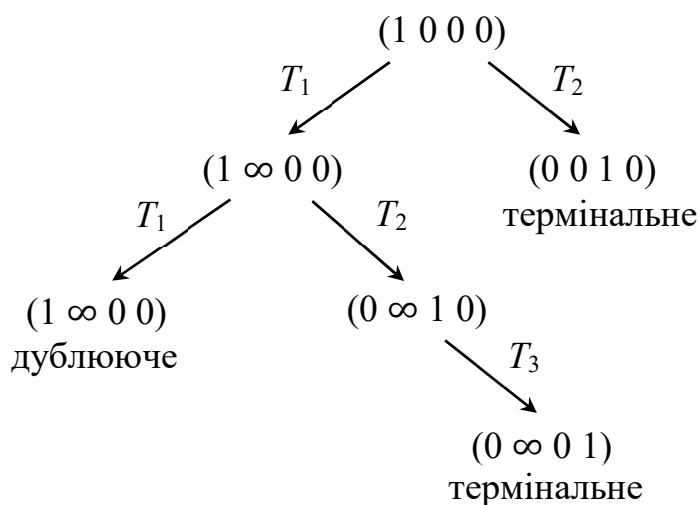 (1 0 0 0)
T₁
T₂
(1 ∞ 0 0)
(0 0 1 0)
термінальне
T₁
T₂
(1 ∞ 0 0)
дублююче
(0 ∞ 1 0)
T₃
(0 ∞ 0 1)
термінальне